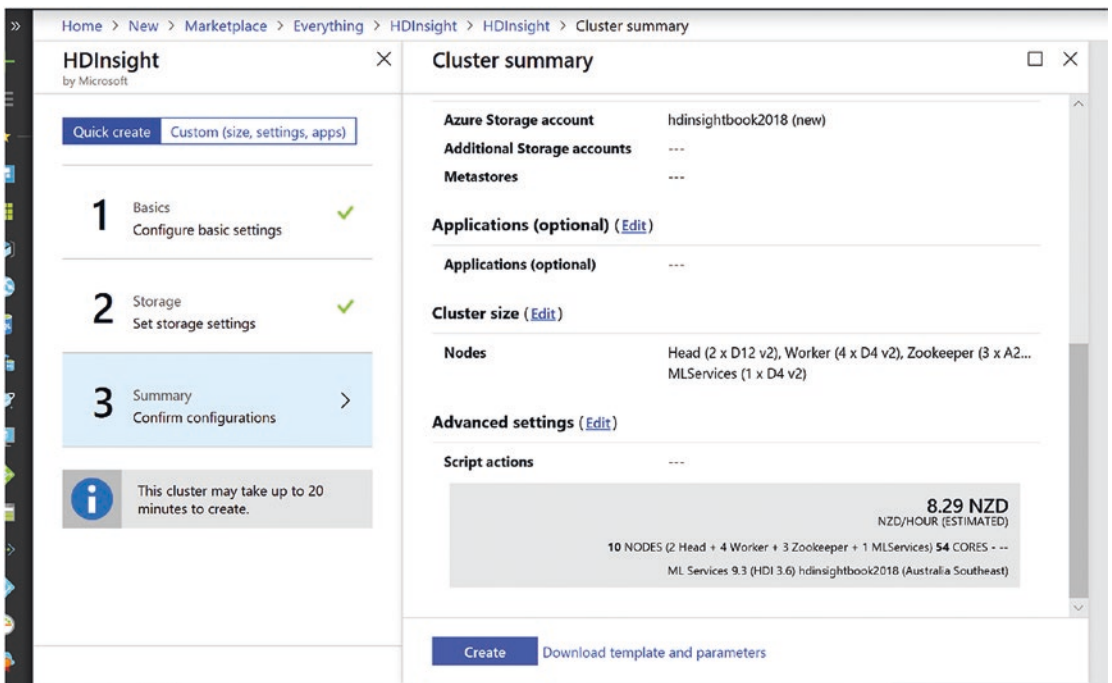 »
Home > New > Marketplace > Everything > HDInsight > HDInsight > Cluster summary
HDInsight
by Microsoft
Quick create Custom (size, settings, apps)
1
Basics
Configure basic settings
2
Storage
Set storage settings
3
Summary
Confirm configurations
This cluster may take up to 20
minutes to create.
Cluster summary
Azure Storage account hdinsightbook2018 (new)
Additional Storage accounts ---
Metastores ---
Applications (optional) (Edit)
Applications (optional) ---
Cluster size (Edit)
Nodes Head (2 x D12 v2), Worker (4 x D4 v2), Zookeeper (3 x A2...
MLServices (1 x D4 v2)
Advanced settings (Edit)
Script actions ---
8.29 NZD
NZD/HOUR (ESTIMATED)
10 NODES (2 Head + 4 Worker + 3 Zookeeper + 1 MLServices) 54 CORES - --
ML Services 9.3 (HDI 3.6) hdinsightbook2018 (Australia Southeast)
Create Download template and parameters